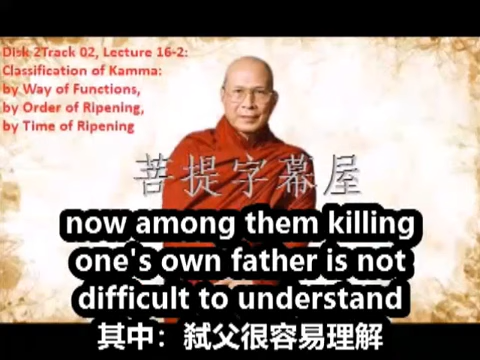 Disk 2Track 02, Lecture 16-2:
Classification of Kamma:
by Way of Functions,
by Order of Ripening,
by Time of Ripening
菩提字幕屋
now among them killing
one's own father is not
difficult to understand
其中：弑父很容易理解